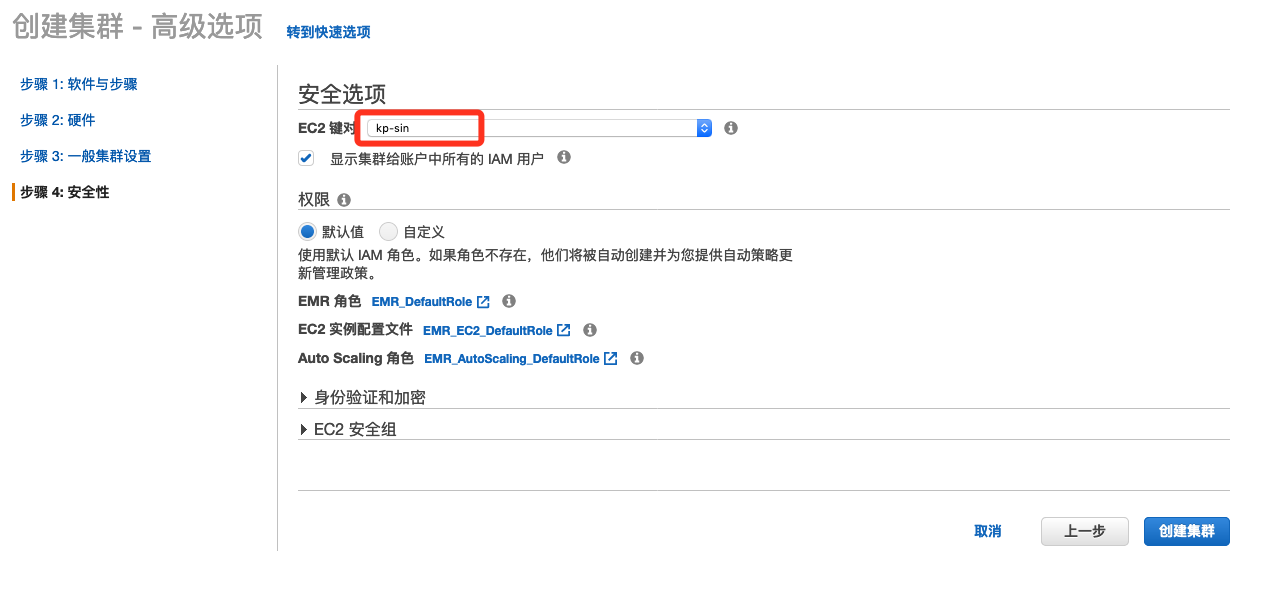 创建集群 - 高级选项 转到快速选项
步骤 1: 软件与步骤
步骤 2: 硬件
步骤 3: 一般集群设置
步骤 4: 安全性
安全选项
EC2 键对 kp-sin
显示集群给账户中所有的 IAM 用户
权限
默认值 自定义
使用默认 IAM 角色。如果角色不存在，他们将被自动创建并为您提供自动策略更
新管理政策。
EMR 角色 EMR_DefaultRole
EC2 实例配置文件 EMR_EC2_DefaultRole
Auto Scaling 角色 EMR_AutoScaling_DefaultRole
身份验证和加密
EC2 安全组
取消 上一步 创建集群